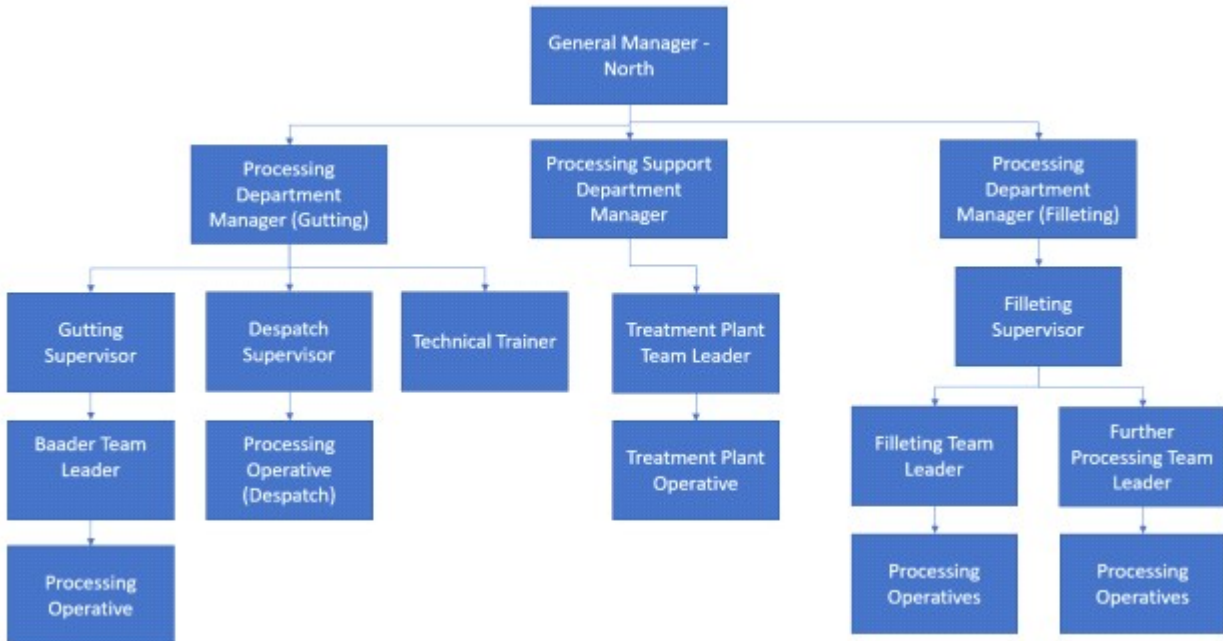 General Manager -
North
Processing
Department
Manager (Gutting)
Processing Support
Department
Manager
Processing
Department
Manager (Filleting)
Gutting
Supervisor
Despatch
Supervisor
Technical Trainer
Treatment Plant
Team Leader
Filleting
Supervisor
Baader Team
Leader
Processing
Operative
(Despatch)
Treatment Plant
Operative
Filleting Team
Leader
Further
Processing Team
Leader
Processing
Operative
Processing
Operatives
Processing
Operatives